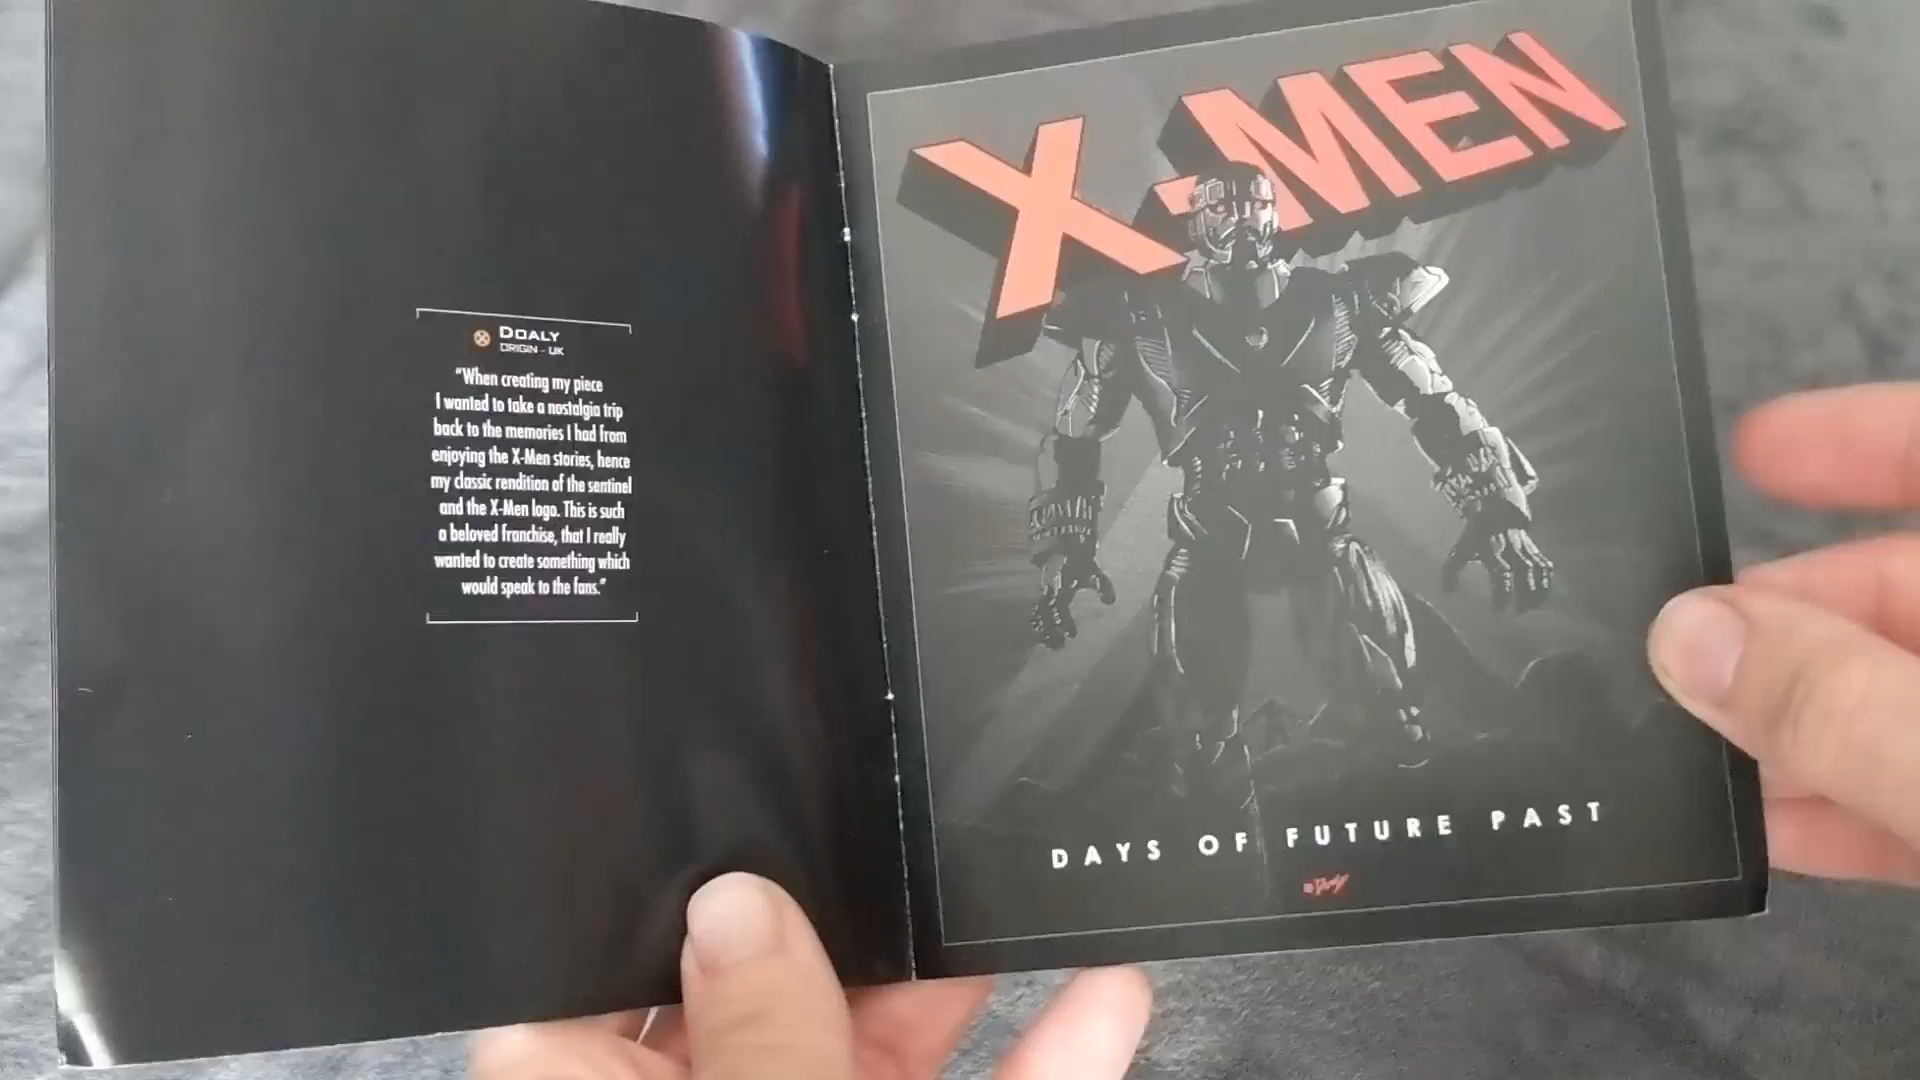 DOALY
ORIGIN - UK
"When creating my piece
I wanted to take a nostalgia trip
back to the memories I had from
enjoying the X-Men stories, hence
my classic rendition of the sentinel
and the X-Men logo. This is such
a beloved franchise, that I really
wanted to create something which
would speak to the fans."
X-MEN
DAYS OF FUTURE PAST
Doaly